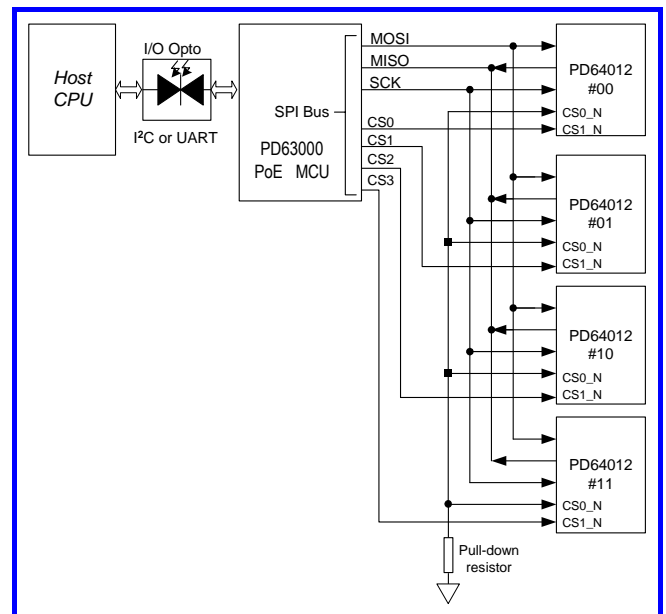 Host
CPU
I/O Opto
I²C or UART
SPI Bus
PD63000
PoE MCU
MOSI
MISO
SCK
CS0
CS1
CS2
CS3
PD64012
#00
CS0_N
CS1_N
PD64012
#01
CS0_N
CS1_N
PD64012
#10
CS0_N
CS1_N
PD64012
#11
CS0_N
CS1_N
Pull-down
resistor